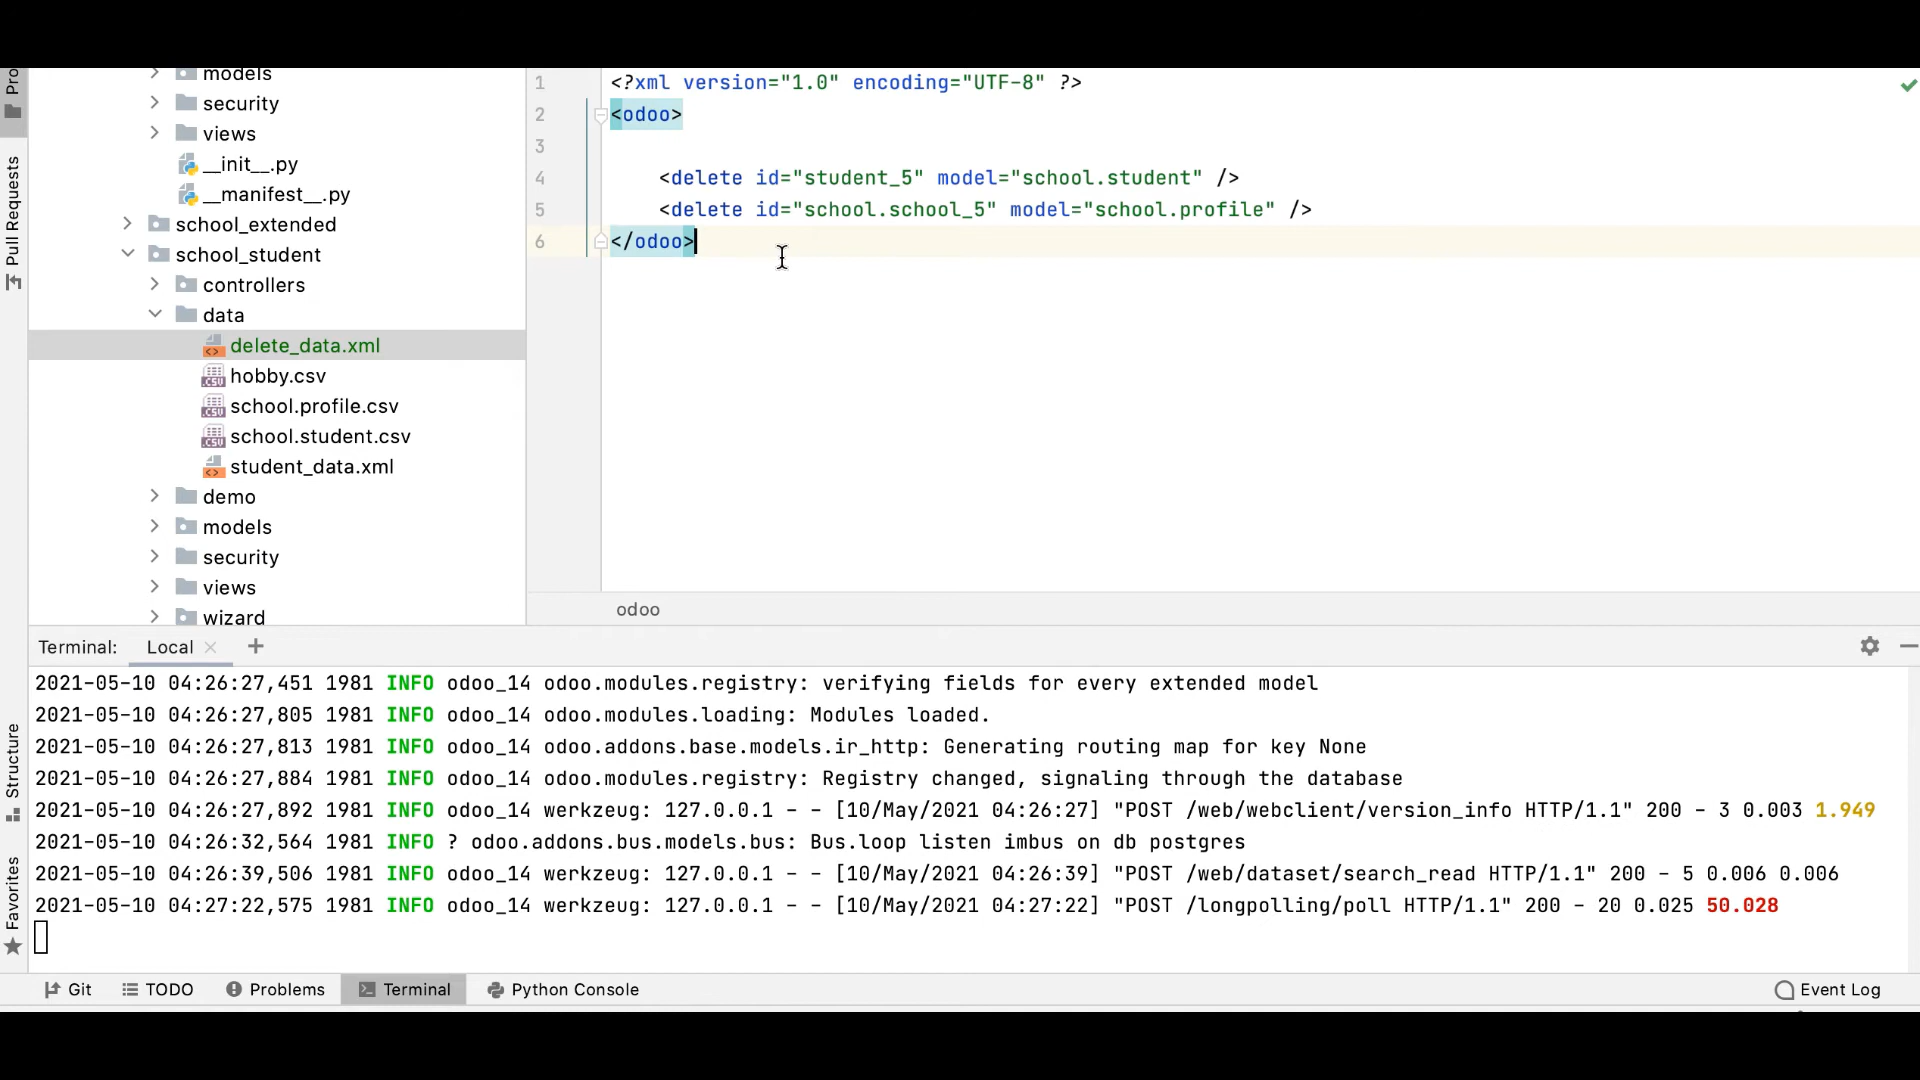 Pro
Pull Requests
Structure
Favorites
models
security
views
__init__.py
__manifest__.py
school_extended
school_student
controllers
data
delete_data.xml
hobby.csv
school.profile.csv
school.student.csv
student_data.xml
demo
models
security
views
wizard
1 <?xml version="1.0" encoding="UTF-8" ?>
2 <odoo>
3
4 <delete id="student_5" model="school.student" />
5 <delete id="school.school_5" model="school.profile" />
6 </odoo>
odoo
Terminal: Local × +
2021-05-10 04:26:27,451 1981 INFO odoo_14 odoo.modules.registry: verifying fields for every extended model
2021-05-10 04:26:27,805 1981 INFO odoo_14 odoo.modules.loading: Modules loaded.
2021-05-10 04:26:27,813 1981 INFO odoo_14 odoo.addons.base.models.ir_http: Generating routing map for key None
2021-05-10 04:26:27,884 1981 INFO odoo_14 odoo.modules.registry: Registry changed, signaling through the database
2021-05-10 04:26:27,892 1981 INFO odoo_14 werkzeug: 127.0.0.1 - - [10/May/2021 04:26:27] "POST /web/webclient/version_info HTTP/1.1" 200 - 3 0.003 1.949
2021-05-10 04:26:32,564 1981 INFO ? odoo.addons.bus.models.bus: Bus.loop listen imbus on db postgres
2021-05-10 04:26:39,506 1981 INFO odoo_14 werkzeug: 127.0.0.1 - - [10/May/2021 04:26:39] "POST /web/dataset/search_read HTTP/1.1" 200 - 5 0.006 0.006
2021-05-10 04:27:22,575 1981 INFO odoo_14 werkzeug: 127.0.0.1 - - [10/May/2021 04:27:22] "POST /longpolling/poll HTTP/1.1" 200 - 20 0.025 50.028
Git TODO Problems Terminal Python Console Event Log